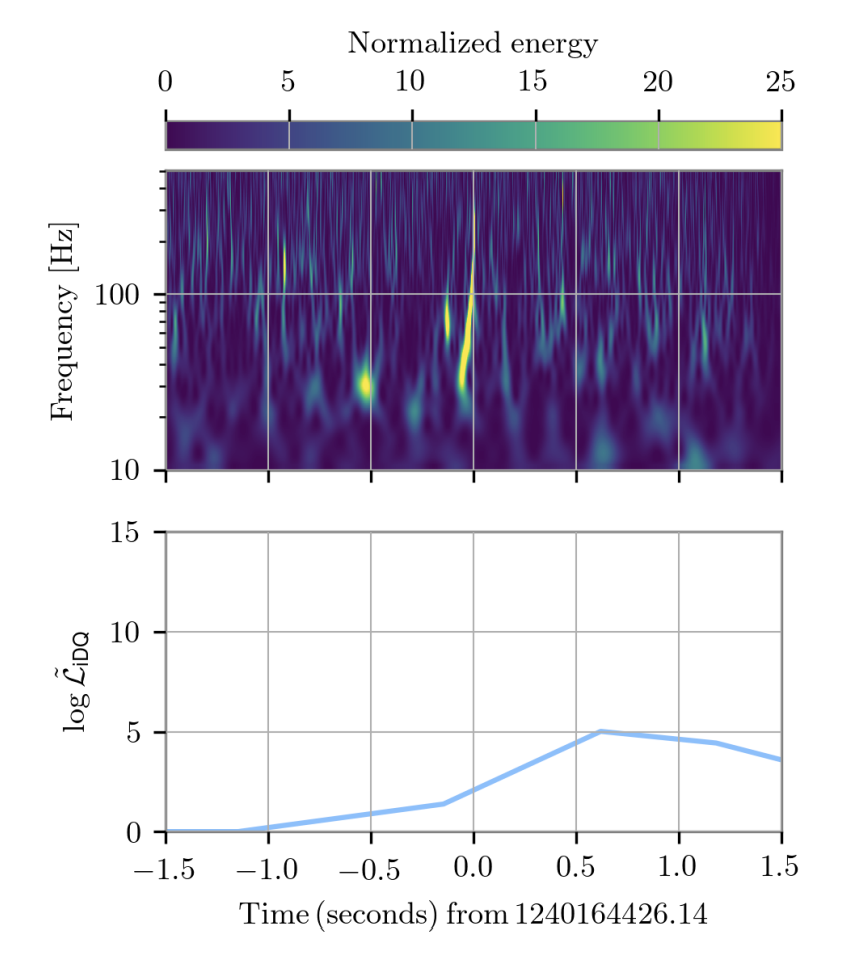 Normalized energy
0 5 10 15 20 25
Frequency [Hz]
100
10
log L̃iDQ
15
10
5
0
−1.5 −1.0 −0.5 0.0 0.5 1.0 1.5
Time (seconds) from 1240164426.14